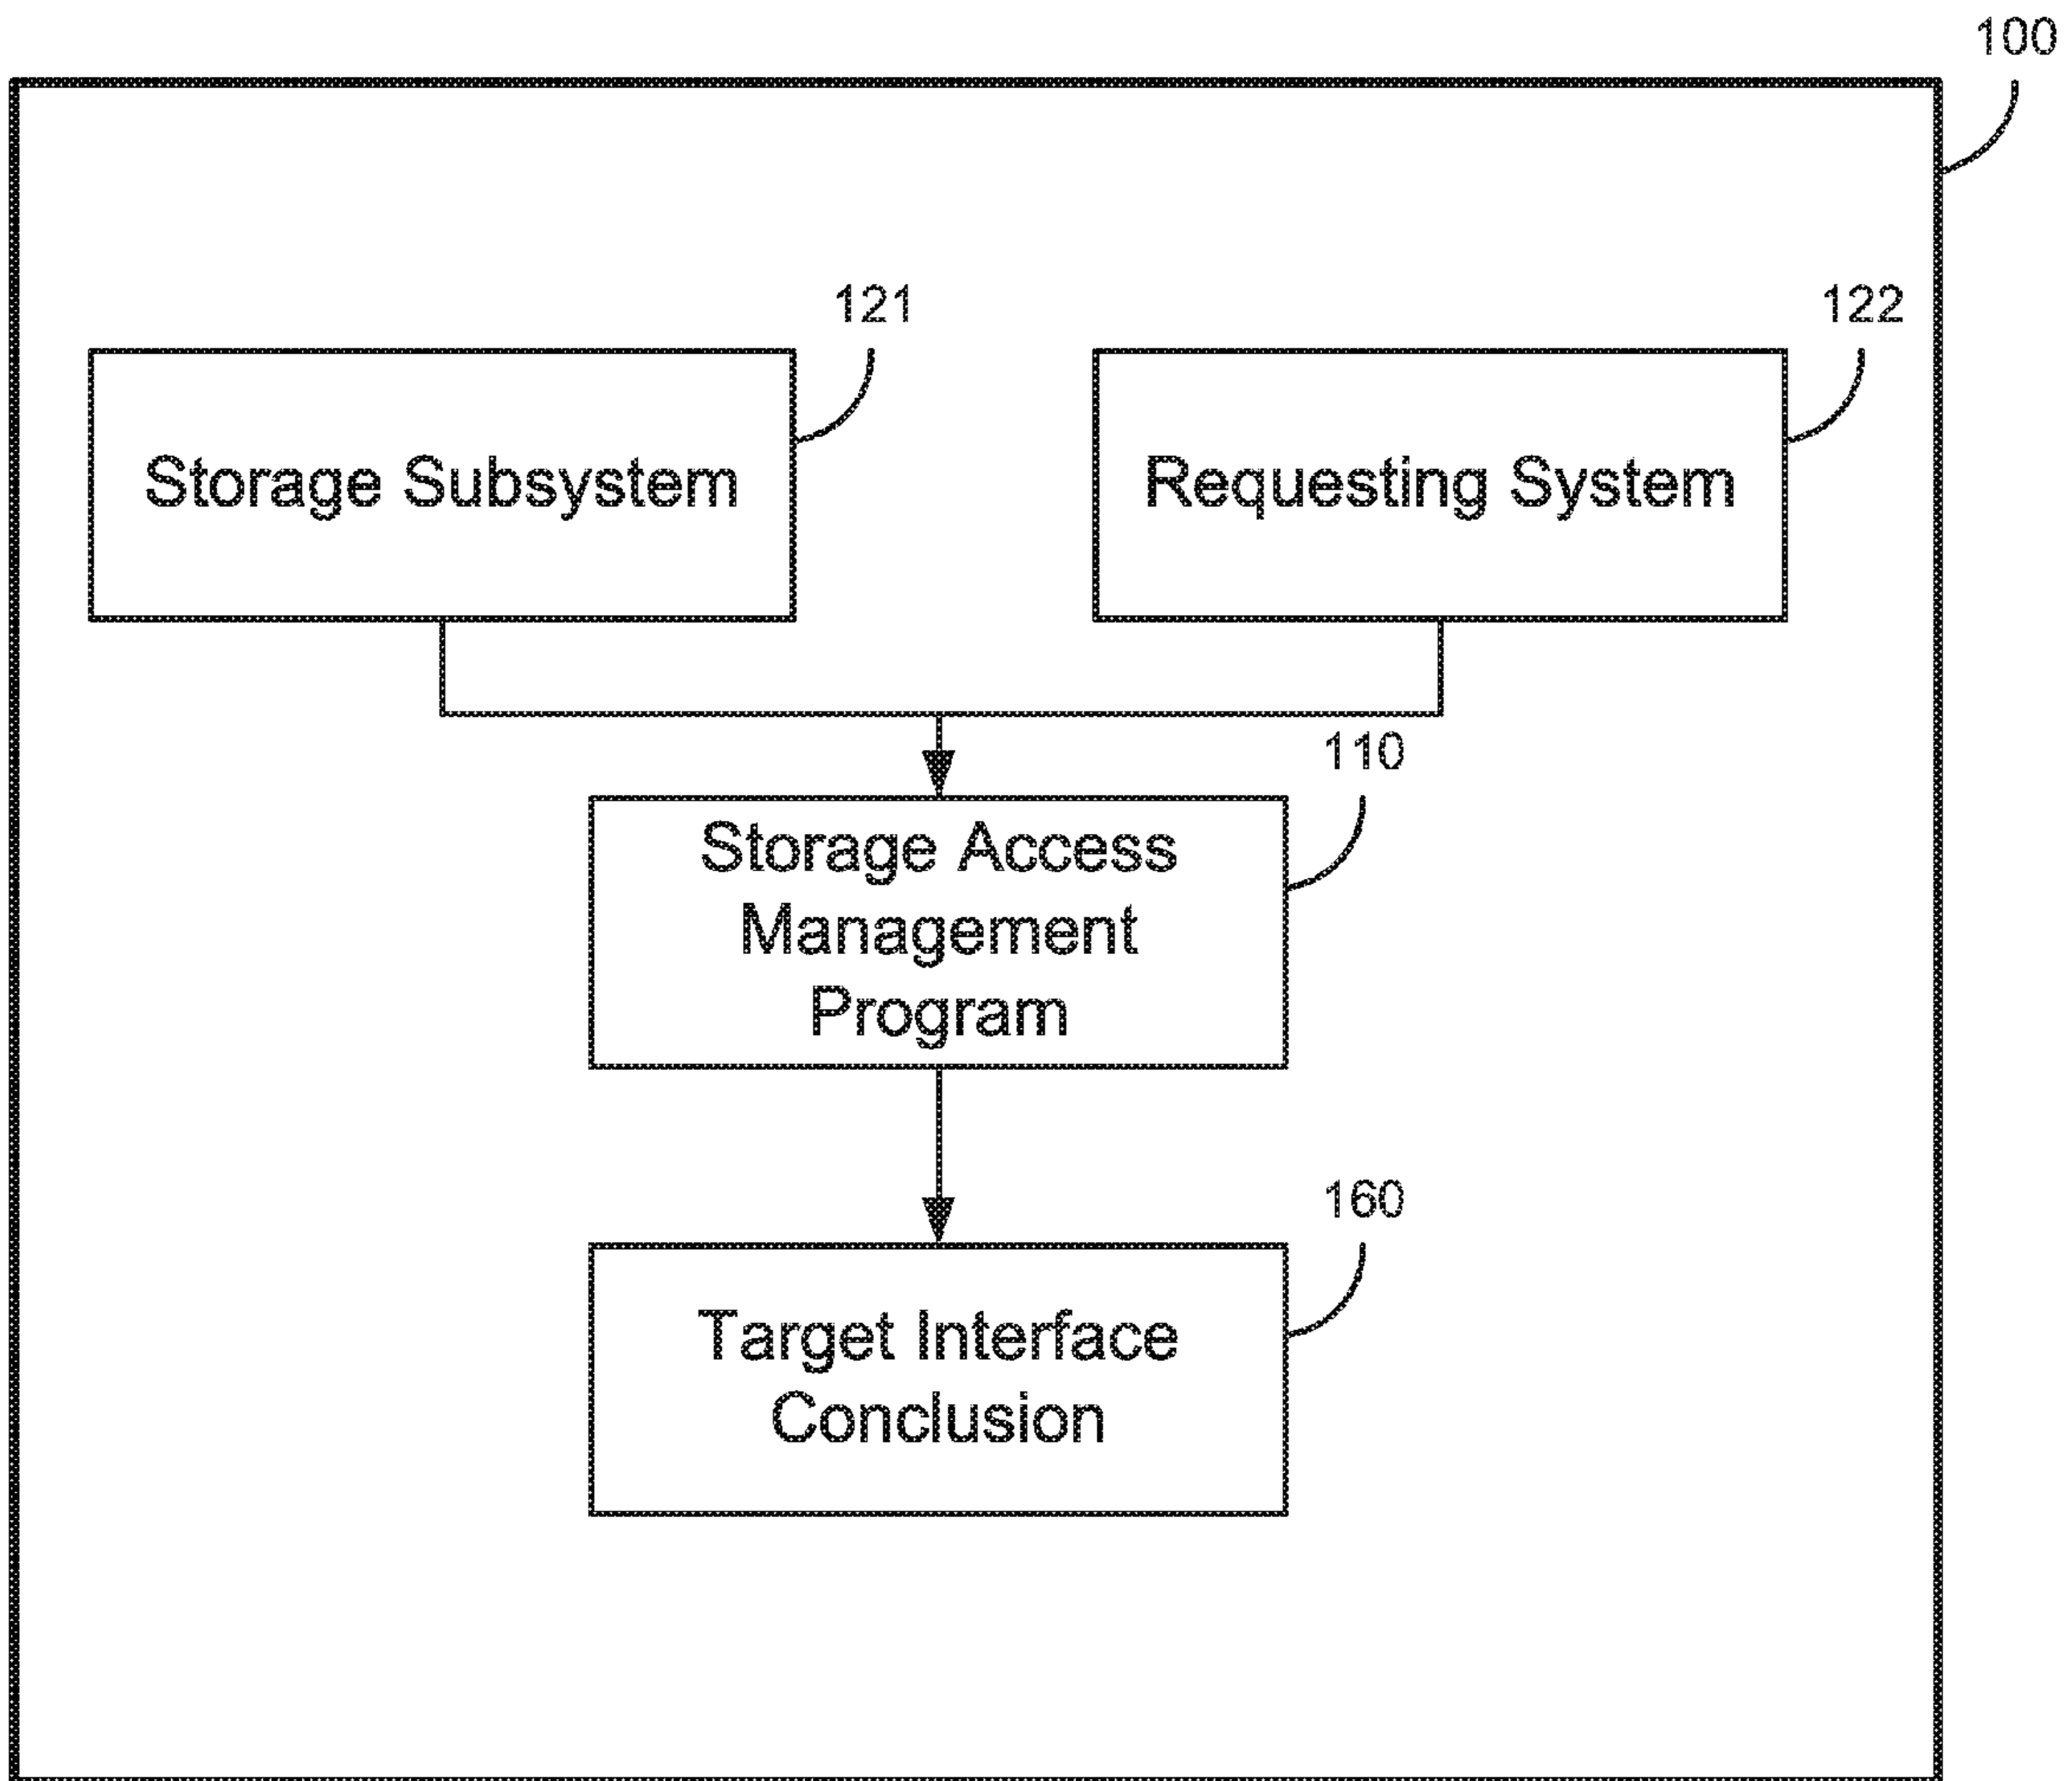 100
121
122
Storage Subsystem
Requesting System
110
Storage Access
Management
Program
160
Target Interface
Conclusion